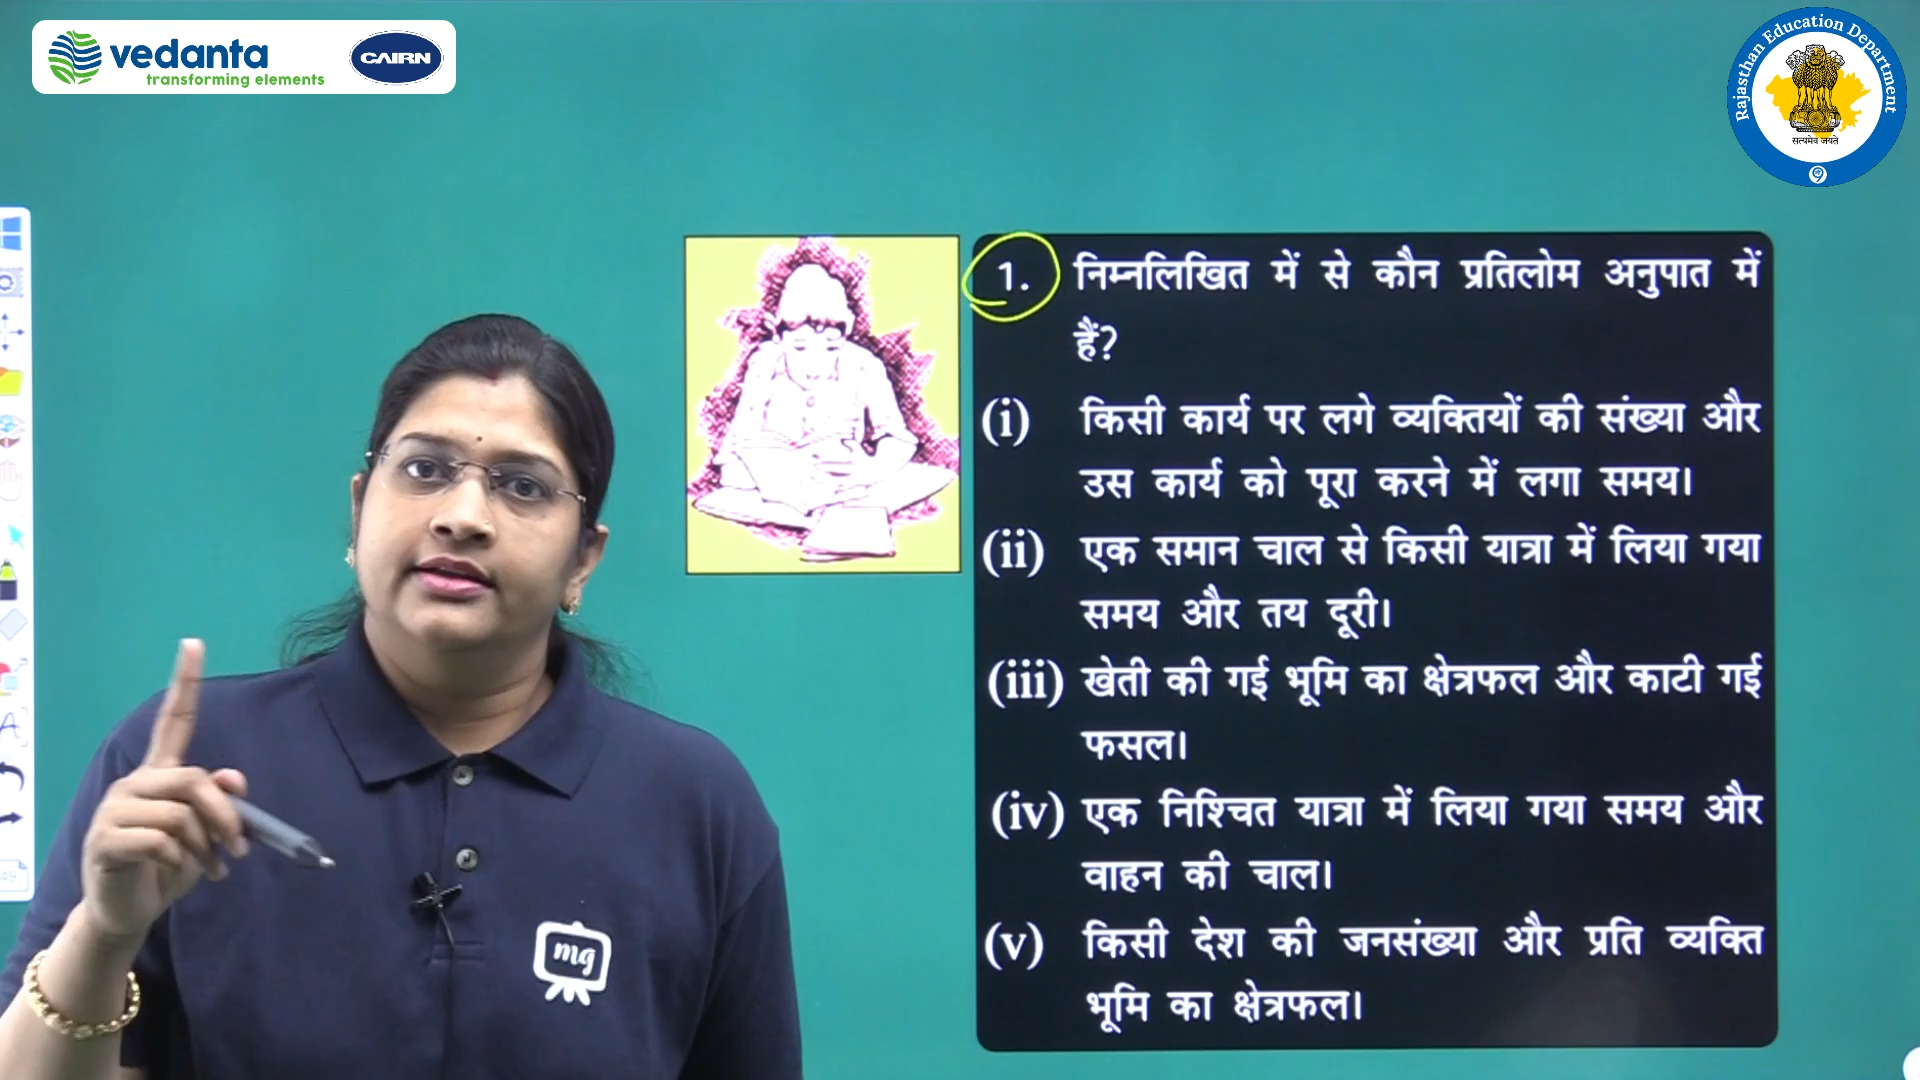 vedanta
transforming elements
CAIRN
Rajasthan Education Department
सत्यमेव जयते
1. निम्नलिखित में से कौन प्रतिलोम अनुपात में
हैं?
(i) किसी कार्य पर लगे व्यक्तियों की संख्या और
उस कार्य को पूरा करने में लगा समय।
(ii) एक समान चाल से किसी यात्रा में लिया गया
समय और तय दूरी।
(iii) खेती की गई भूमि का क्षेत्रफल और काटी गई
फसल।
(iv) एक निश्चित यात्रा में लिया गया समय और
वाहन की चाल।
(v) किसी देश की जनसंख्या और प्रति व्यक्ति
भूमि का क्षेत्रफल।
mg